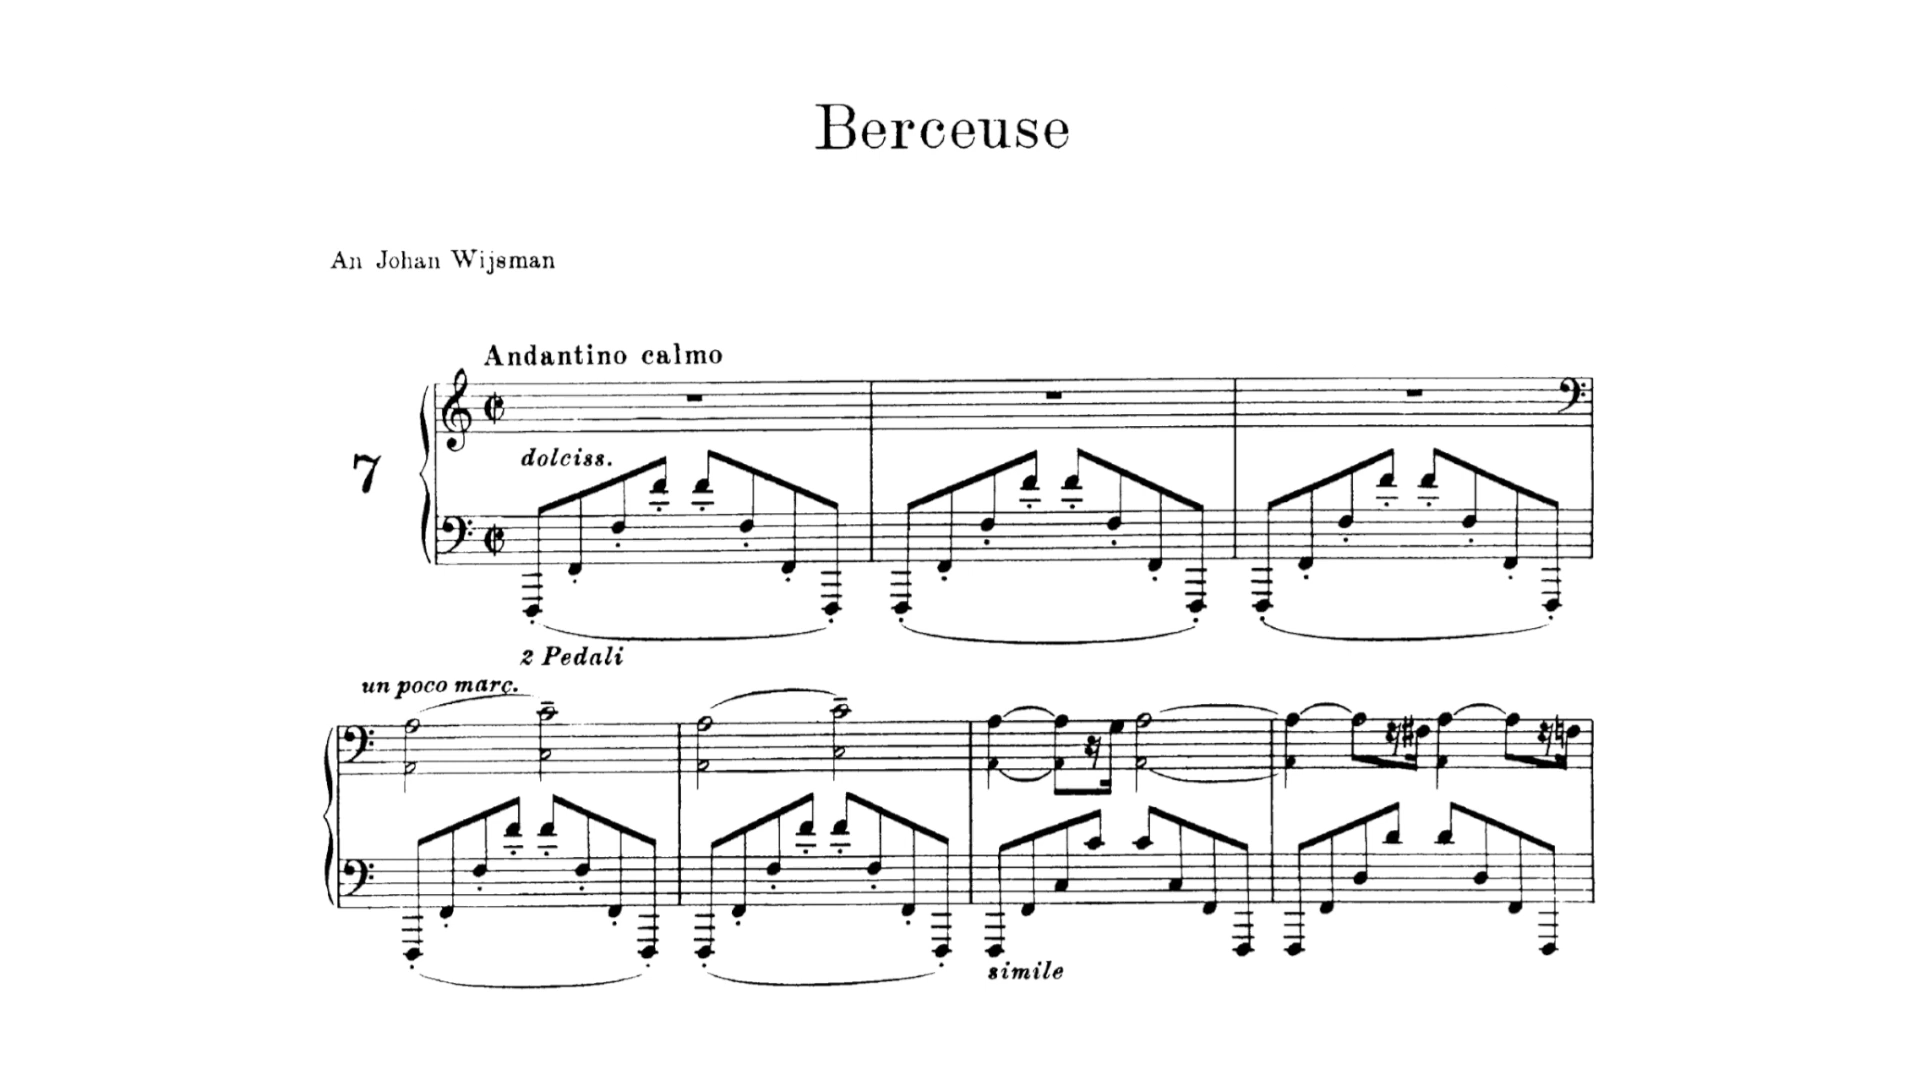 Berceuse
An Johan Wijsman
Andantino calmo
7
dolciss.
2 Pedali
un poco marc.
simile